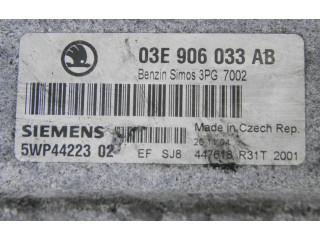 03E 906 033 AB
Benzin Simos 3PG 7002
SIEMENS
Made in Czech Rep.
5WP44223 02
EF SJ8
447618 R31T 2001